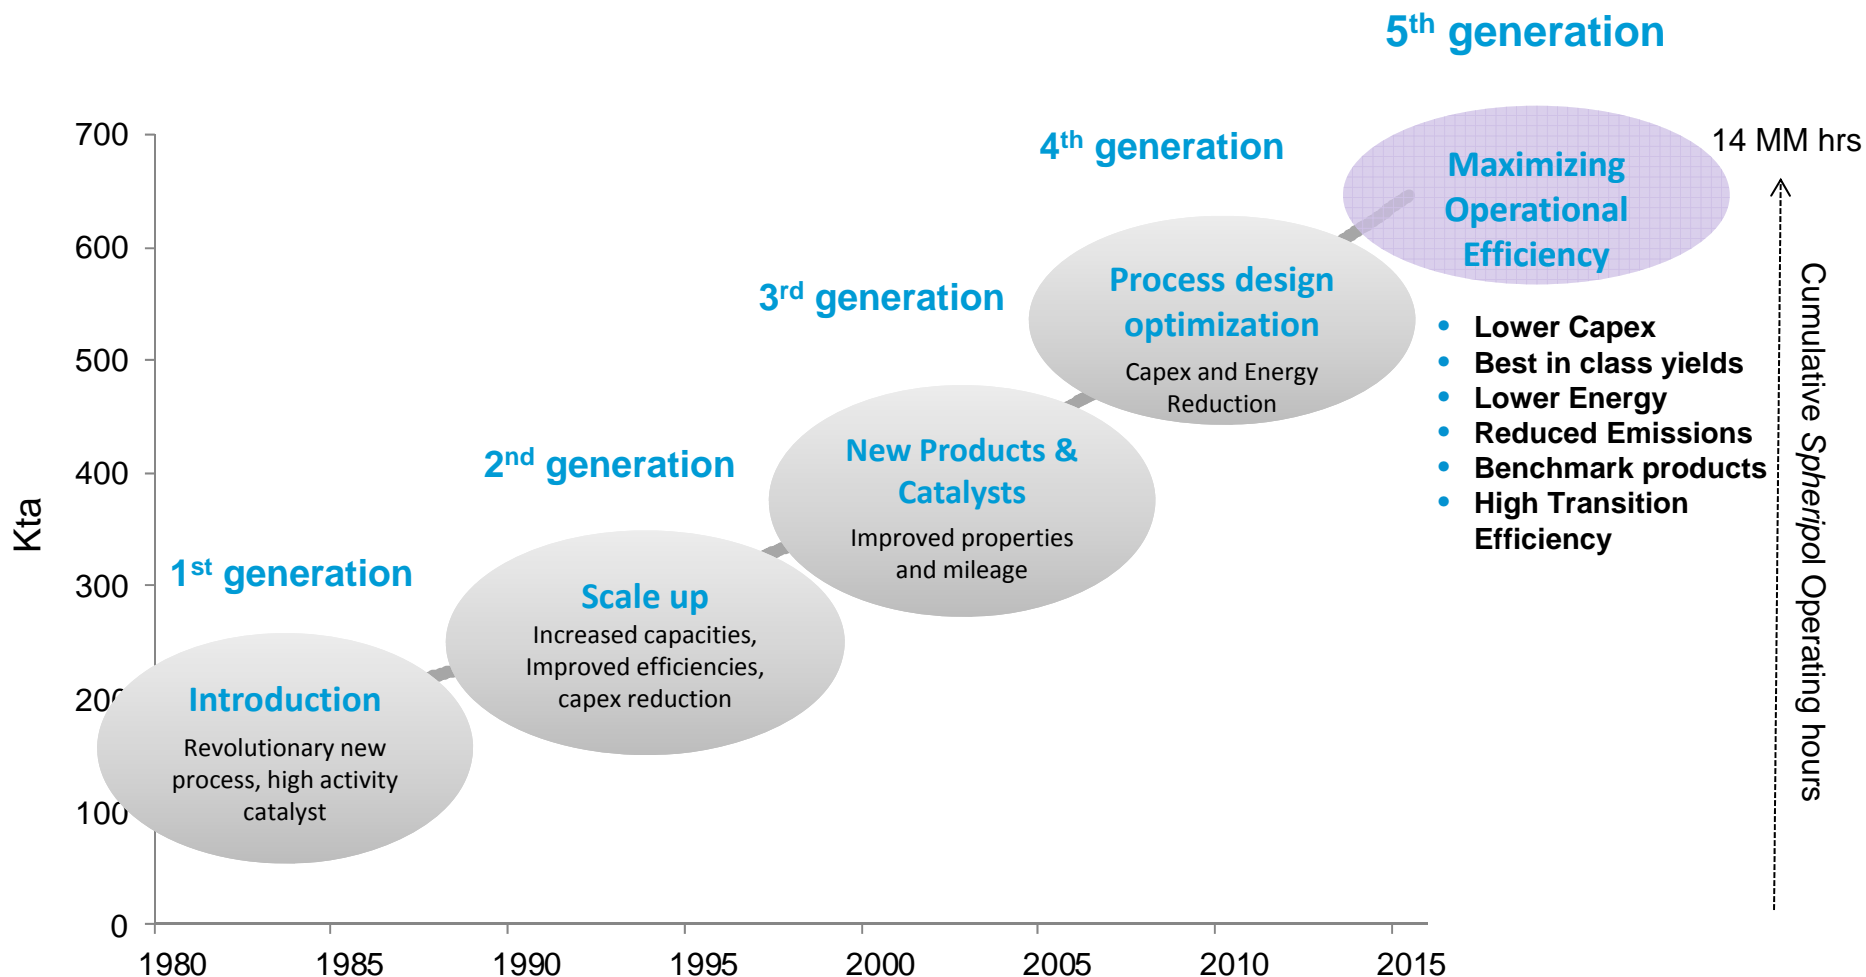 5th generation
700
14 MM hrs
4th generation
Maximizing
Operational
Efficiency
600
Process design
optimization
Capex and Energy
Reduction
3rd generation
Lower Capex
Best in class yields
Lower Energy
Reduced Emissions
Benchmark products
High Transition
Efficiency
Cumulative Spheripol Operating hours
500
New Products &
Catalysts
Improved properties
and mileage
2nd generation
400
Kta
Scale up
Increased capacities,
Improved efficiencies,
capex reduction
1st generation
300
200
Introduction
Revolutionary new
process, high activity
catalyst
100
0
1980 1985 1990 1995 2000 2005 2010 2015